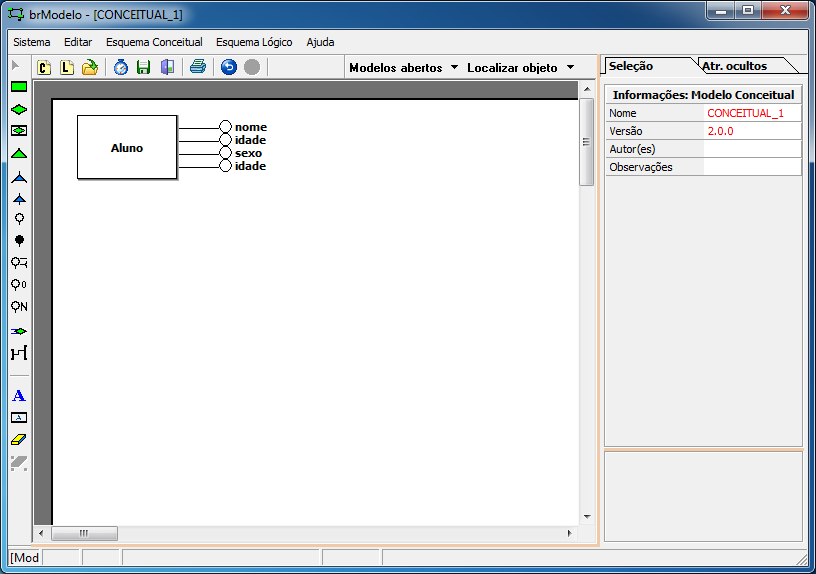 brModelo - [CONCEITUAL_1]
Sistema Editar Esquema Conceitual Esquema Lógico Ajuda
C L Modelos abertos Localizar objeto
Seleção Atr. ocultos
Informações: Modelo Conceitual
Nome CONCEITUAL_1
Versão 2.0.0
Autor(es)
Observações
Aluno
nome
idade
sexo
idade
0
N
A
A
[Mod